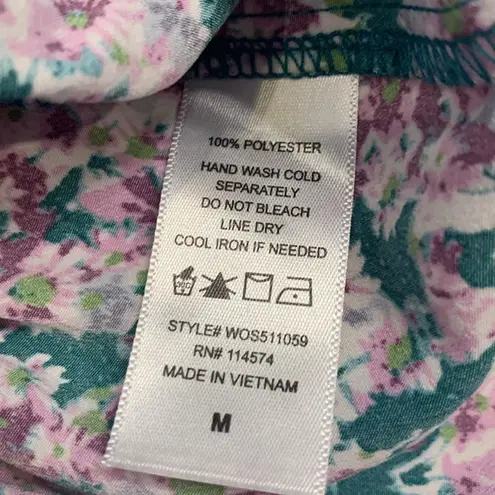 100% POLYESTER
HAND WASH COLD
SEPARATELY
DO NOT BLEACH
LINE DRY
COOL IRON IF NEEDED
STYLE# WOS511059
RN# 114574
MADE IN VIETNAM
M